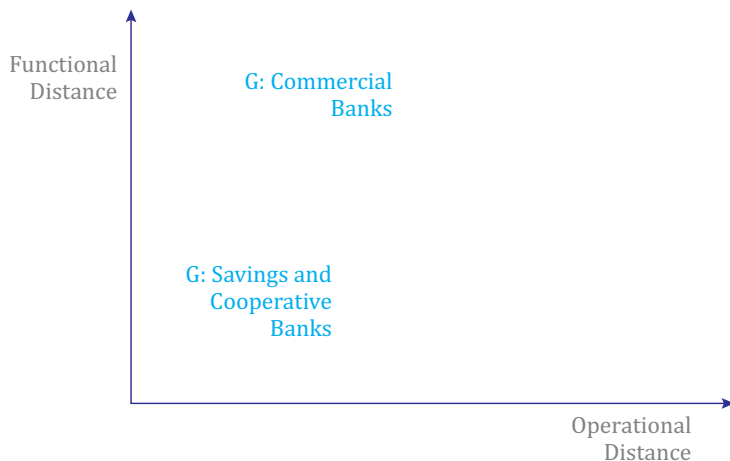 Functional
Distance
G: Commercial
Banks
G: Savings and
Cooperative
Banks
Operational
Distance